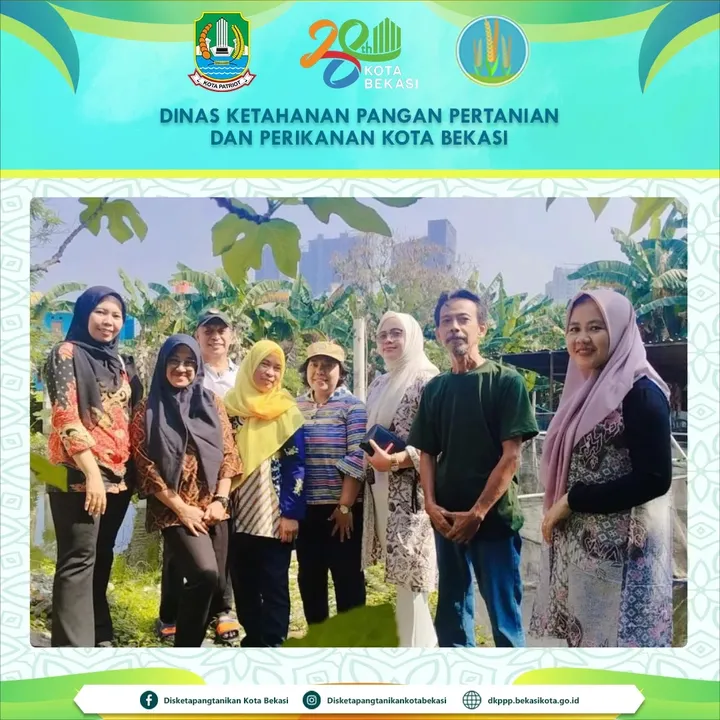 KOTA PATRIOT
28th
KOTA
BEKASI
DINAS KETAHANAN PANGAN PERTANIAN
DAN PERIKANAN KOTA BEKASI
Disketapangtanikan Kota Bekasi
Disketapangtanikankotabekasi
dkppp.bekasikota.go.id